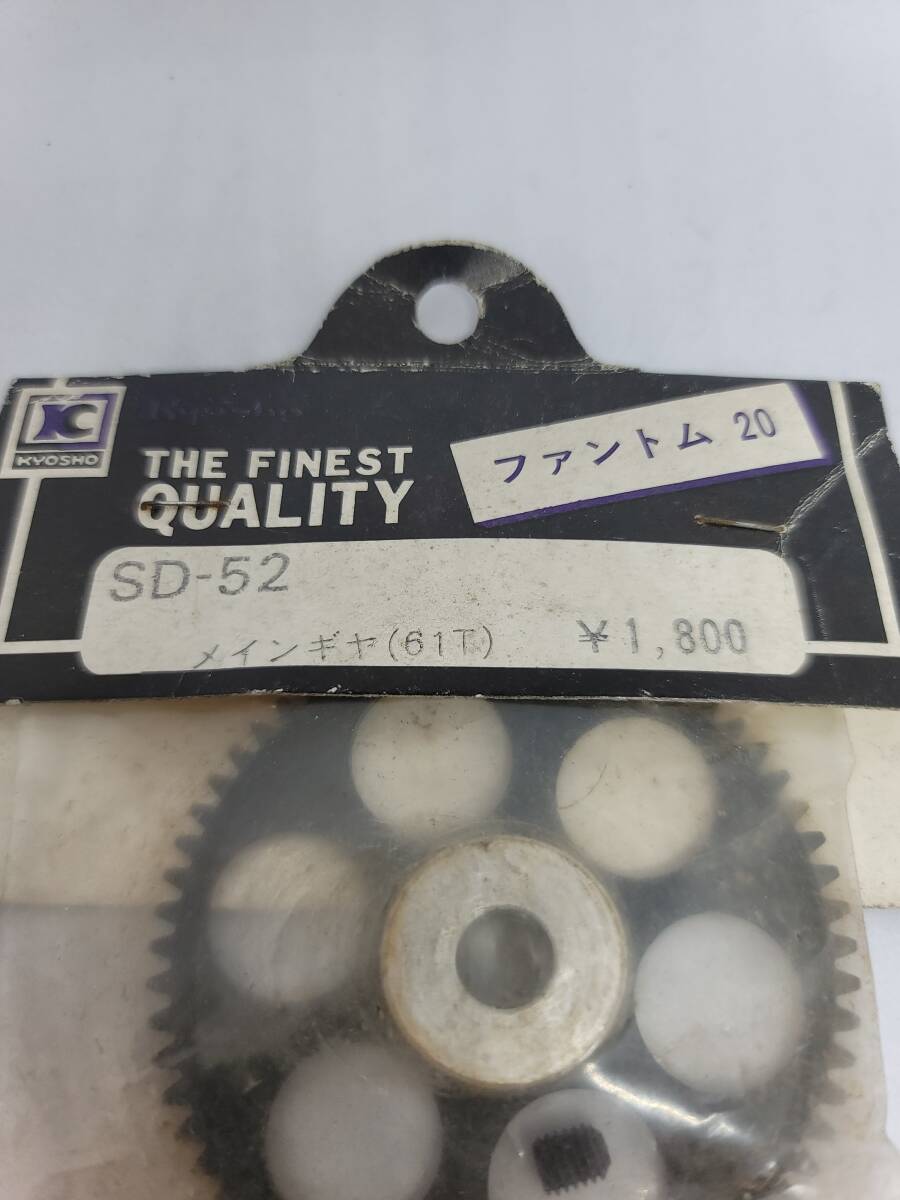 KYOSHO
Kyosho
THE FINEST
QUALITY
ファントム 20
SD-52
メインギヤ(61T)
¥1,800